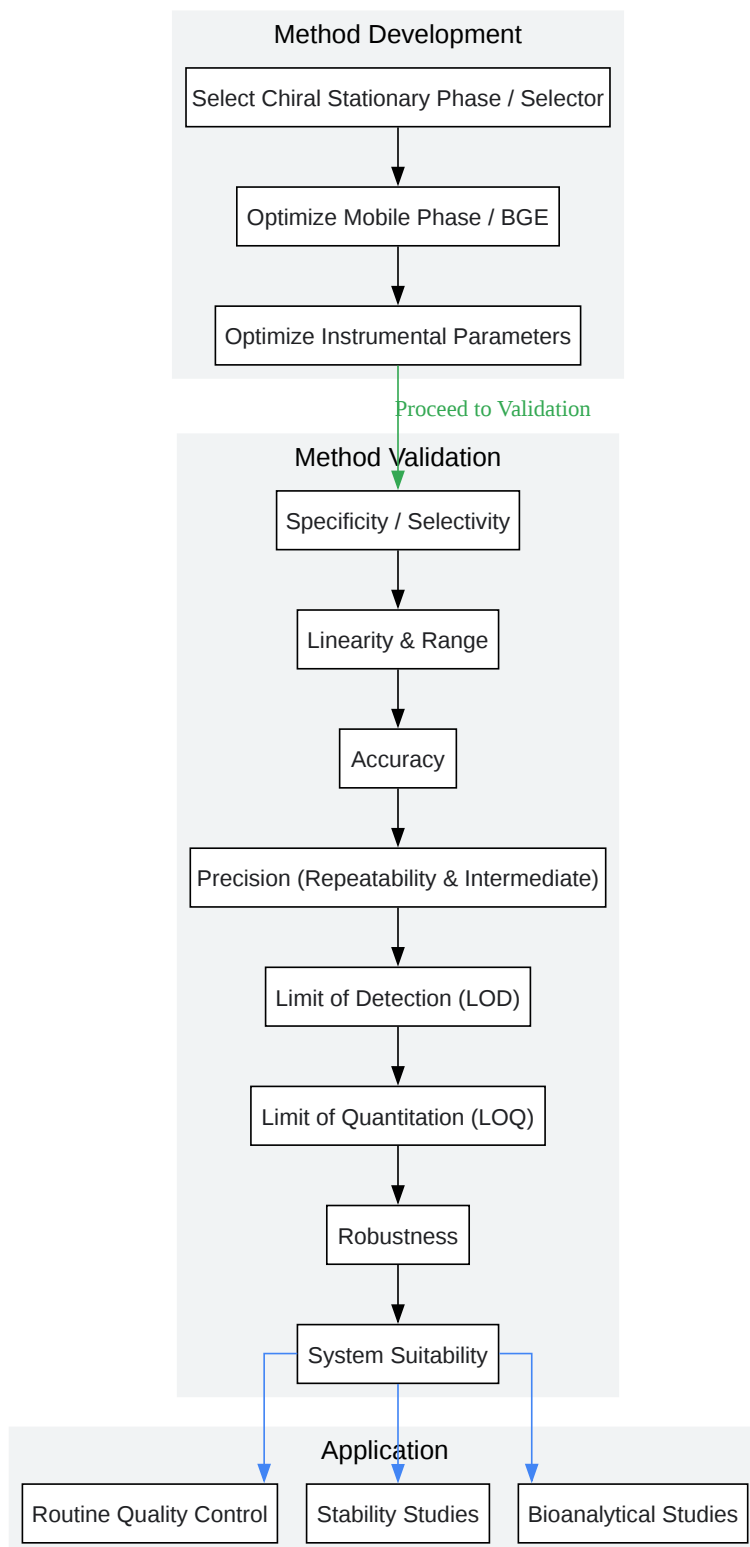 Method Development
Select Chiral Stationary Phase / Selector
Optimize Mobile Phase / BGE
Optimize Instrumental Parameters
Proceed to Validation
Method Validation
Specificity / Selectivity
Linearity & Range
Accuracy
Precision (Repeatability & Intermediate)
Limit of Detection (LOD)
Limit of Quantitation (LOQ)
Robustness
System Suitability
Application
Routine Quality Control
Stability Studies
Bioanalytical Studies